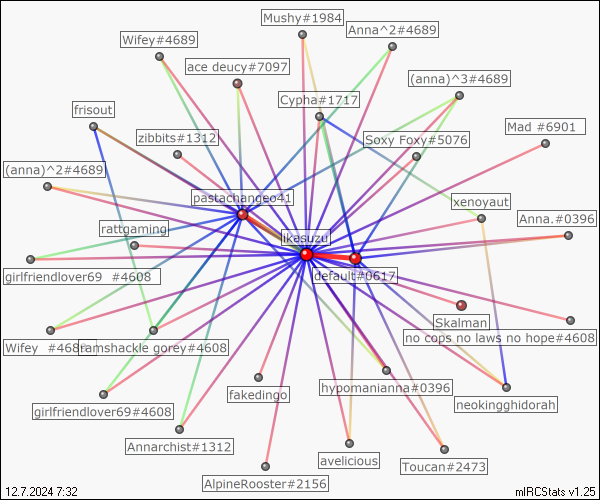 Mushy#1984
Anna^2#4689
Wifey#4689
ace deucy#7097
(anna)^3#4689
Cypha#1717
frisout
zibbits#1312
Soxy Foxy#5076
Mad #6901
(anna)^2#4689
pastachangeo41
xenoyaut
rattgaming
ikasuzu
Anna.#0396
girlfriendlover69 #4608
default#0617
Skalman
no cops no laws no hope#4608
ramshackle gorey#4608
hypomanianna#0396
fakedingo
neokingghidorah
girlfriendlover69#4608
Annarchist#1312
avelicious
Toucan#2473
AlpineRooster#2156
12.7.2024 7:32
mIRCStats v1.25